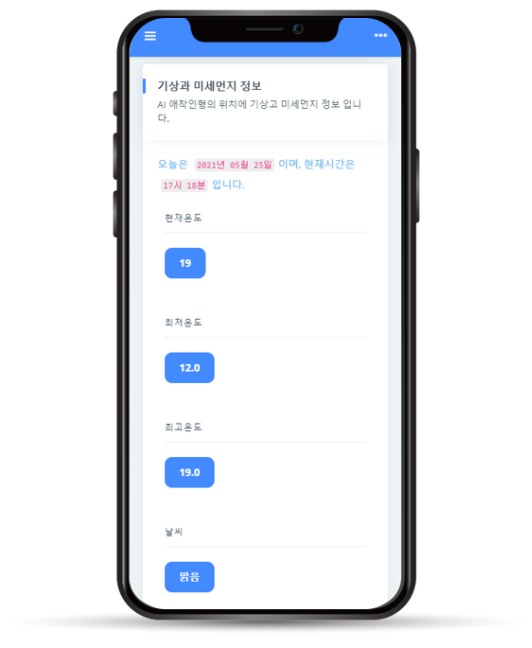 기상과 미세먼지 정보
AI 애작인형의 위치에 기상고 미세먼지 정보 입니
다.
오늘은 2021년 05월 25일 이며, 현재시간은
17시 18분 입니다.
현재온도
19
최저온도
12.0
최고온도
19.0
날씨
맑음